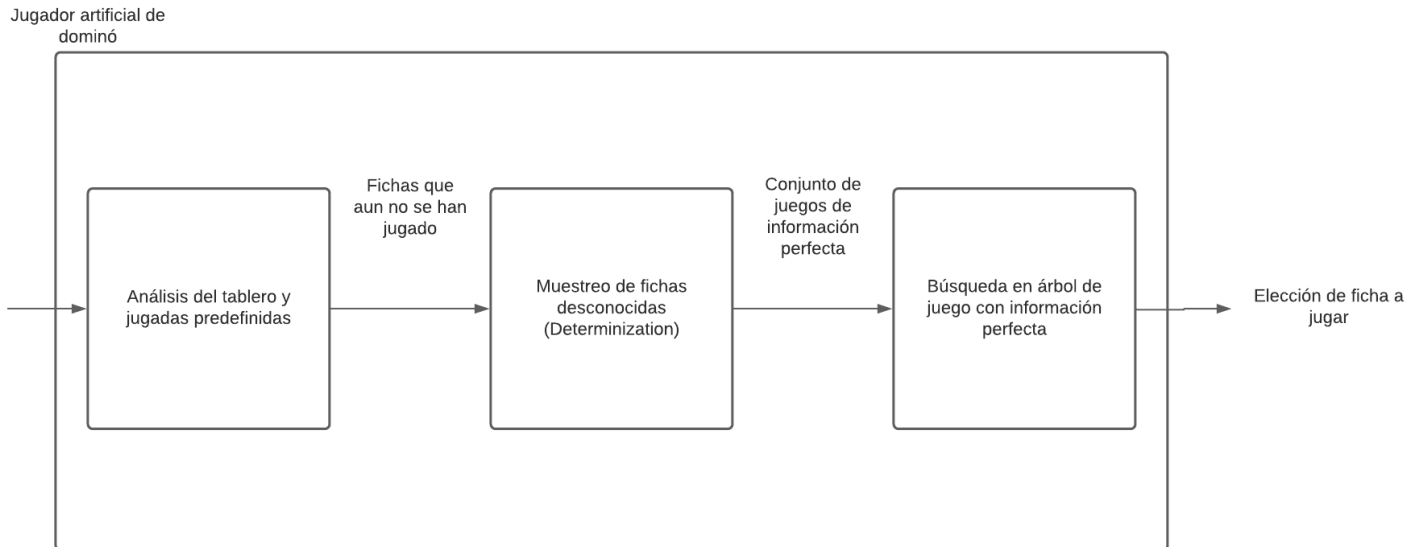 Jugador artificial de
dominó
Fichas que
aun no se han
jugado
Conjunto de
juegos de
información
perfecta
Análisis del tablero y
jugadas predefinidas
Muestreo de fichas
desconocidas
(Determinization)
Búsqueda en árbol de
juego con información
perfecta
Elección de ficha a
jugar